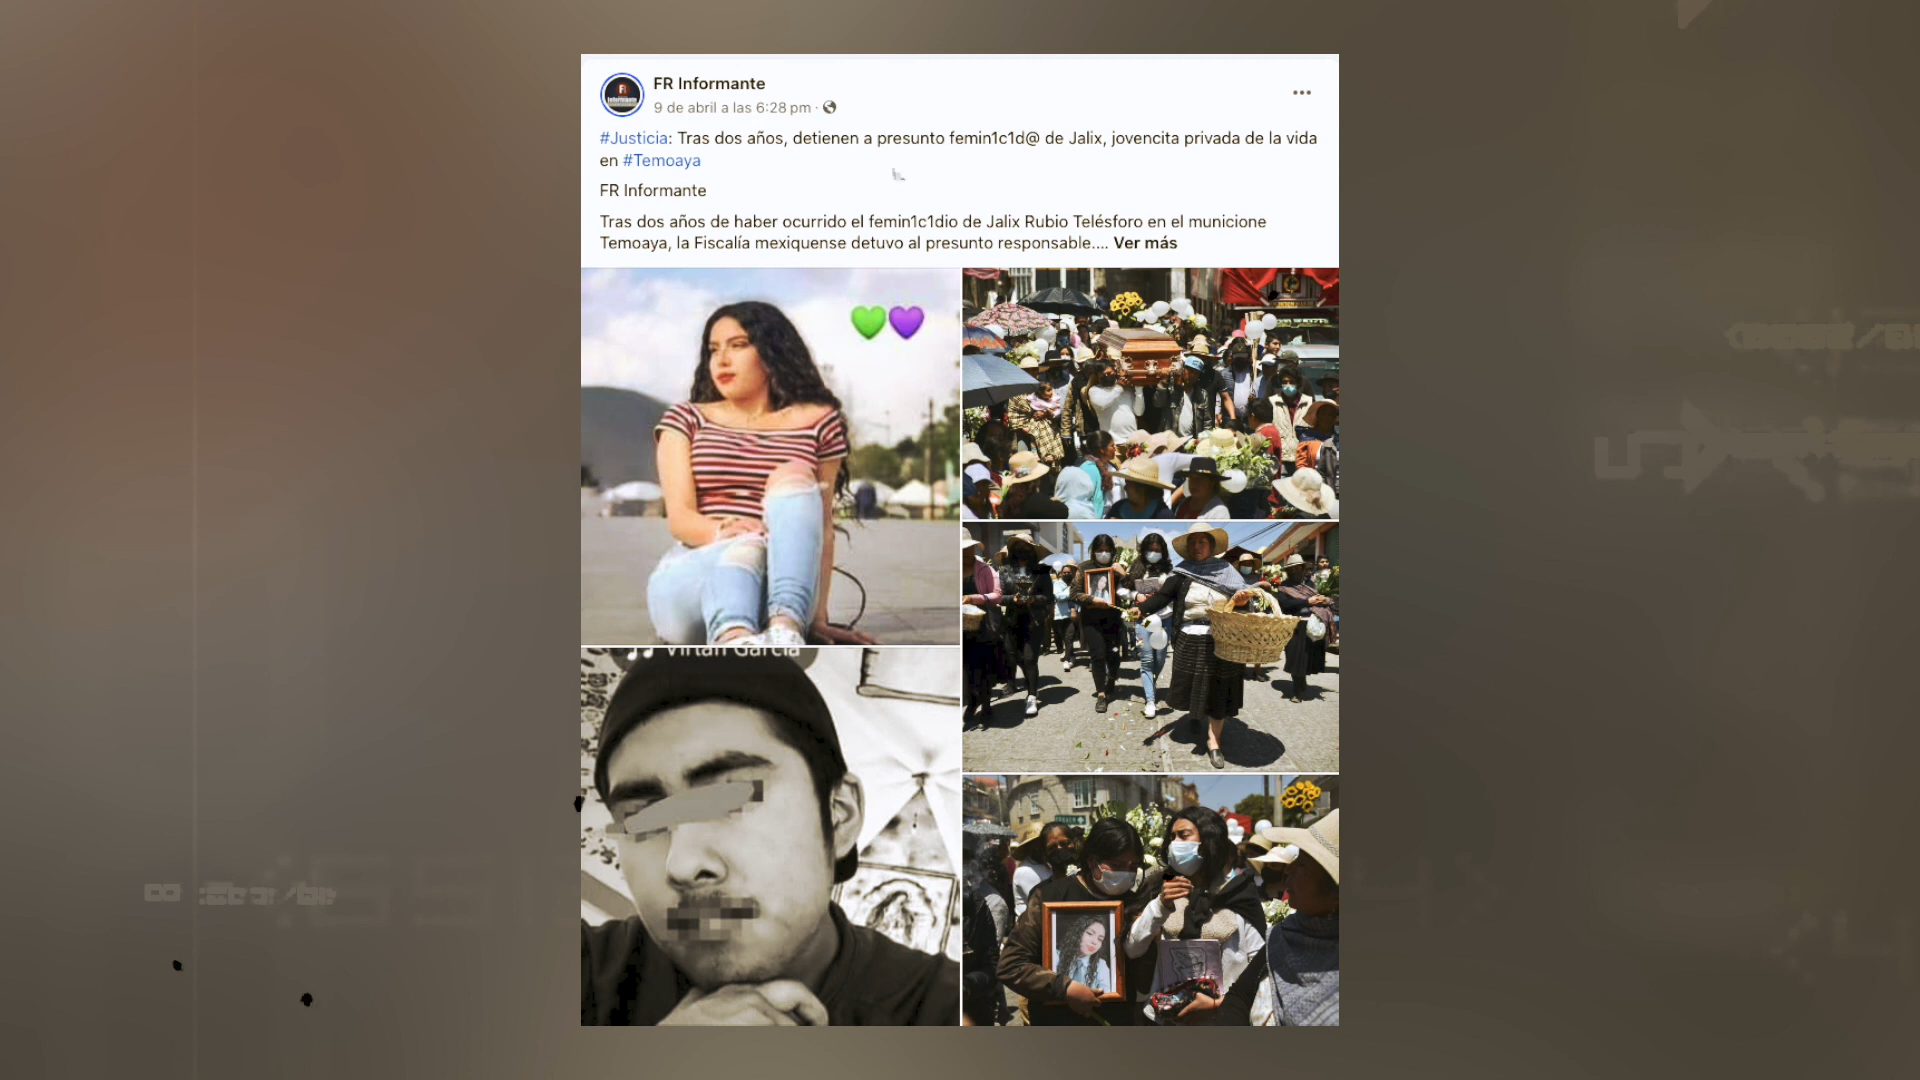 FR Informante
9 de abril a las 6:28 pm ·
#Justicia: Tras dos años, detienen a presunto femin1c1d@ de Jalix, jovencita privada de la vida
en #Temoaya
FR Informante
Tras dos años de haber ocurrido el femin1c1dio de Jalix Rubio Telésforo en el municione
Temoaya, la Fiscalía mexiquense detuvo al presunto responsable.... Ver más
Virlan García